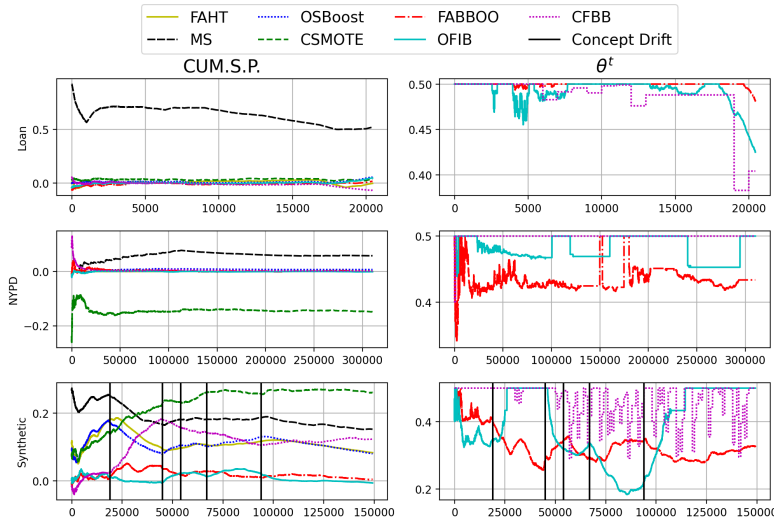 FAHT OSBoost FABBOO CFBB
MS CSMOTE OFIB Concept Drift
CUM.S.P. θᵗ
Loan
0.5
0.0
0 5000 10000 15000 20000
0.50
0.45
0.40
0 5000 10000 15000 20000
NYPD
0.0
−0.2
0 50000 100000 150000 200000 250000 300000
0.5
0.4
0 50000 100000 150000 200000 250000 300000
Synthetic
0.2
0.0
0 25000 50000 75000 100000 125000 150000
0.4
0.2
0 25000 50000 75000 100000 125000 150000